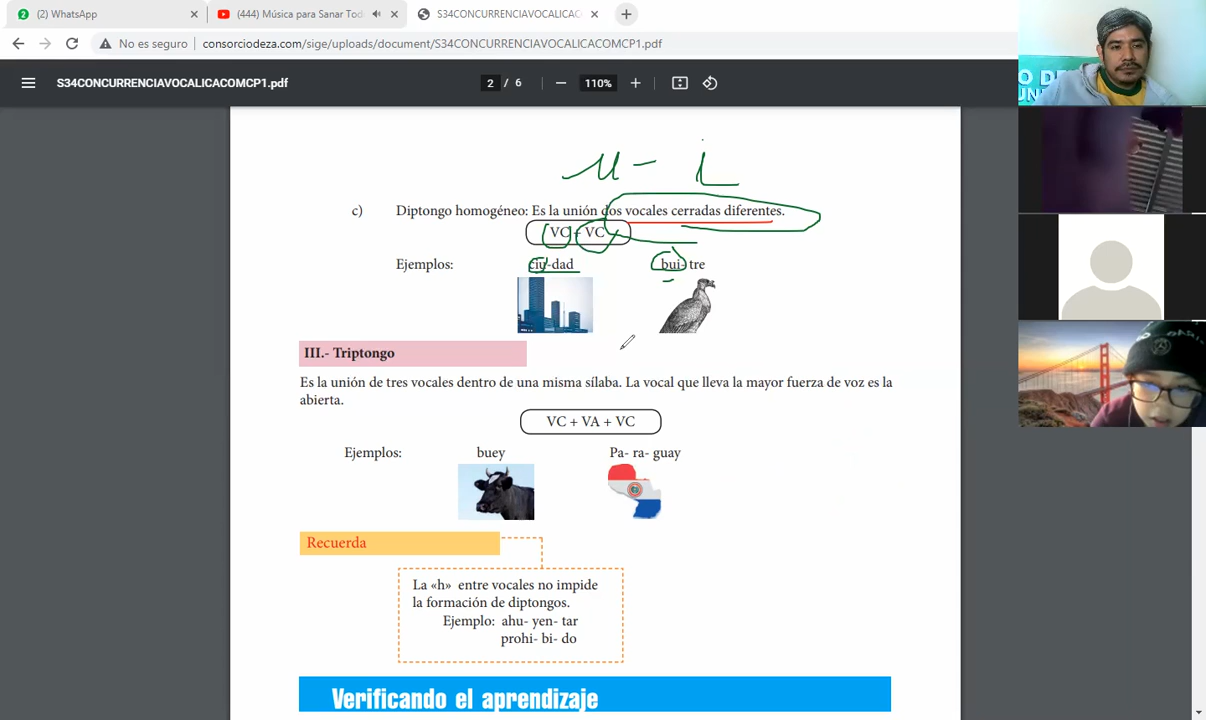 (2) WhatsApp
(444) Música para Sanar Tod
S34CONCURRENCIAVOCALICAC
No es seguro consorciodeza.com/sige/uploads/document/S34CONCURRENCIAVOCALICACOMCP1.pdf
S34CONCURRENCIAVOCALICACOMCP1.pdf
2 / 6
110%
u - i
c) Diptongo homogéneo: Es la unión dos vocales cerradas diferentes.
VC + VC
Ejemplos: ciu-dad bui- tre
III.- Triptongo
Es la unión de tres vocales dentro de una misma sílaba. La vocal que lleva la mayor fuerza de voz es la
abierta.
VC + VA + VC
Ejemplos: buey Pa- ra- guay
Recuerda
La «h» entre vocales no impide
la formación de diptongos.
Ejemplo: ahu- yen- tar
prohi- bi- do
Verificando el aprendizaje